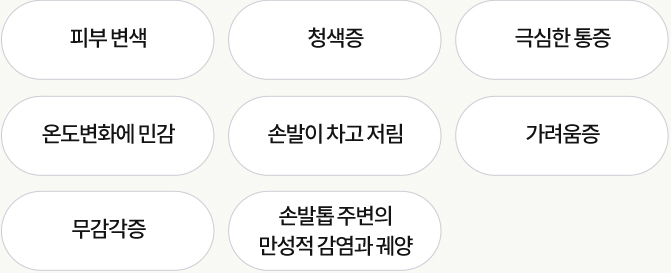 피부 변색
청색증
극심한 통증
온도변화에 민감
손발이 차고 저림
가려움증
무감각증
손발톱 주변의
만성적 감염과 궤양